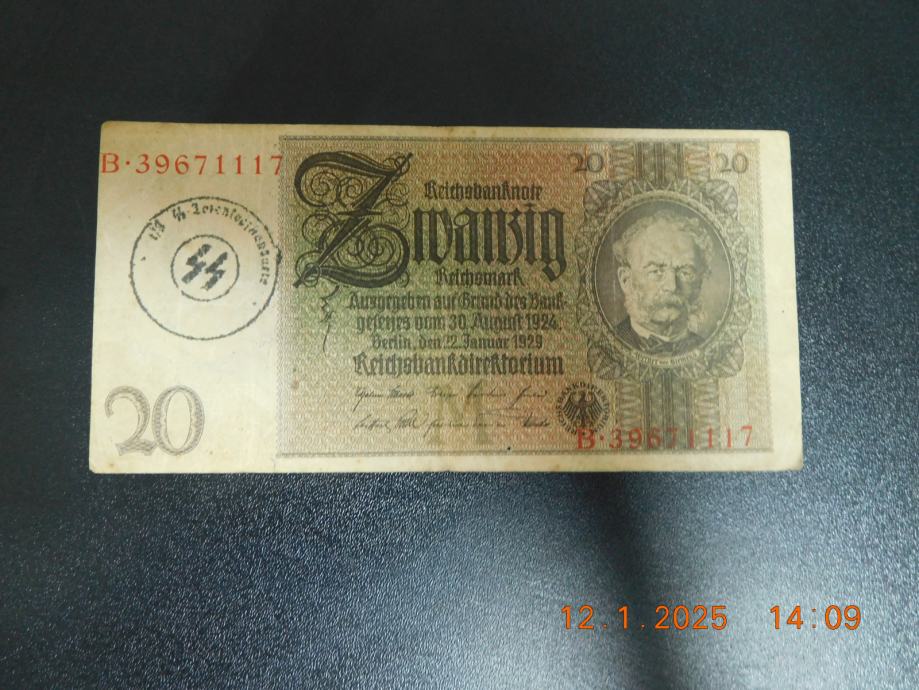 B·39671117
20 20
Reichsbanknote
Zwanzig
Reichsmark
Ausgegeben auf Grund des Bank-
gesetzes vom 30. August 1924.
Berlin, den 22. Januar 1929
Reichsbankdirektorium
M
20
B·39671117
12.1.2025 14:09